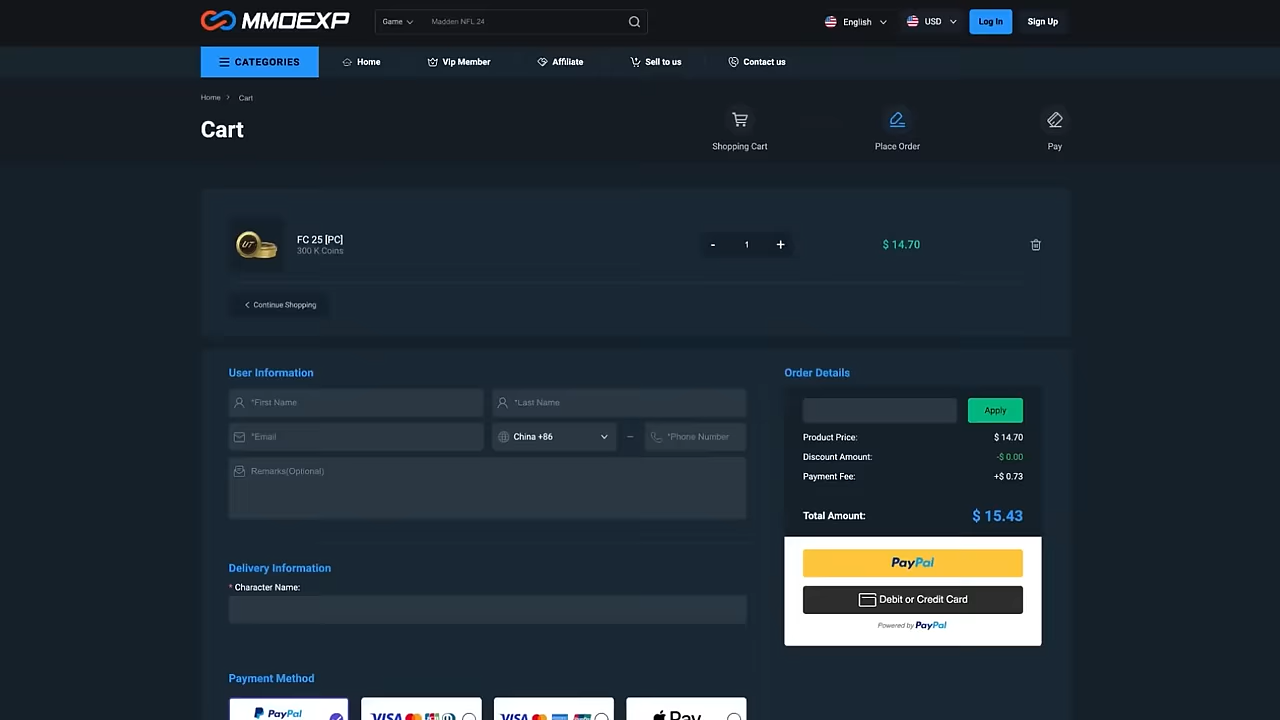 MMOEXP
Game
Madden NFL 24
English
USD
Log In
Sign Up
CATEGORIES
Home
Vip Member
Affiliate
Sell to us
Contact us
Home > Cart
Cart
Shopping Cart
Place Order
Pay
UT
FC 25 [PC]
300 K Coins
- 1 +
$ 14.70
< Continue Shopping
User Information
*First Name
*Last Name
*Email
China +86
–
*Phone Number
Remarks(Optional)
Delivery Information
* Character Name:
Payment Method
PayPal
VISA
VISA
Pay
Order Details
Apply
Product Price: $ 14.70
Discount Amount: -$ 0.00
Payment Fee: +$ 0.73
Total Amount: $ 15.43
PayPal
Debit or Credit Card
Powered by PayPal